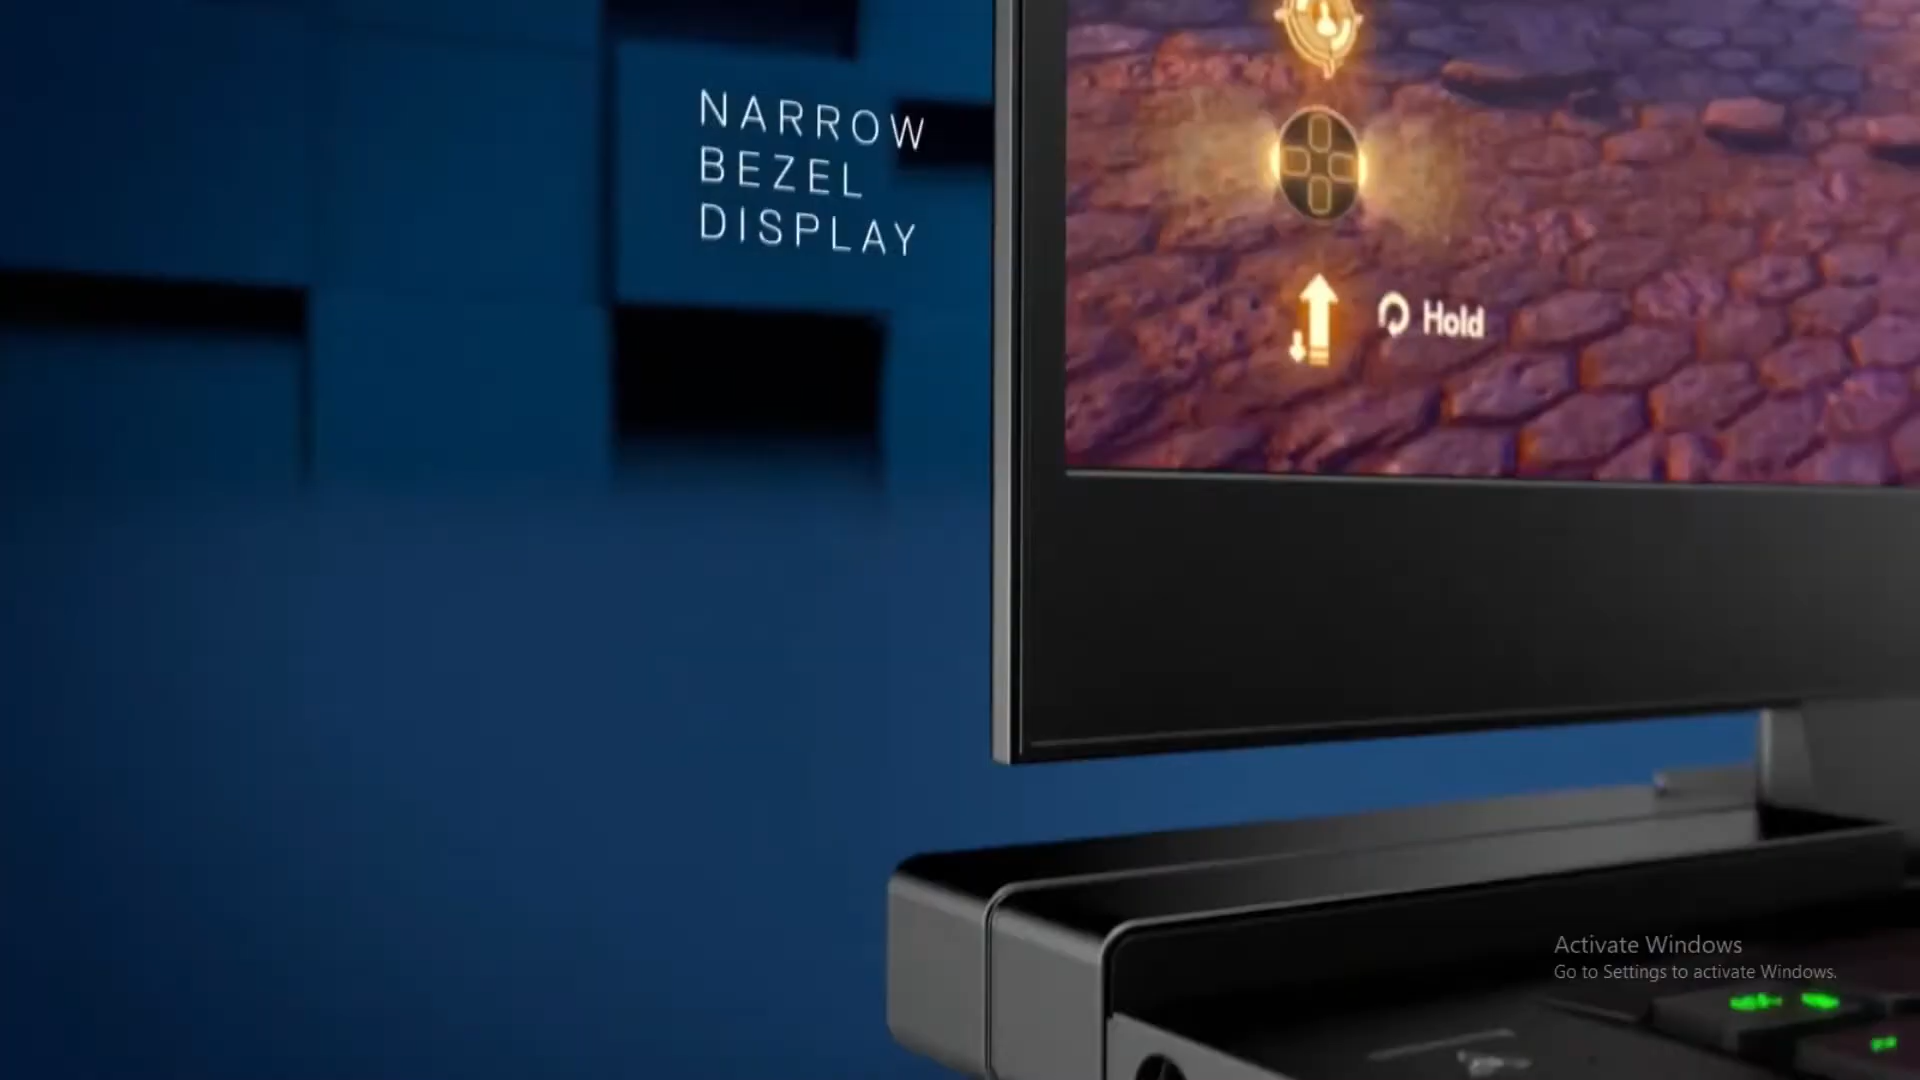 NARROW
BEZEL
DISPLAY
Hold
Activate Windows
Go to Settings to activate Windows.